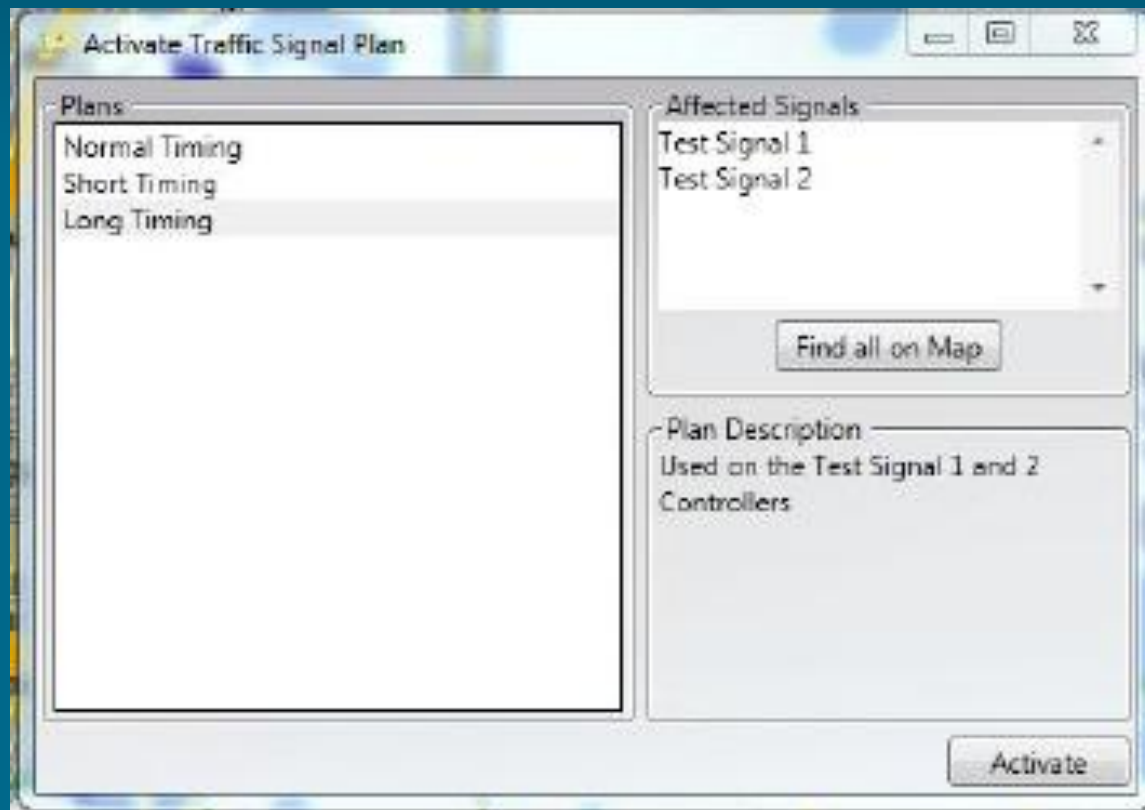 Activate Traffic Signal Plan
Plans
Normal Timing
Short Timing
Long Timing
Affected Signals
Test Signal 1
Test Signal 2
Find all on Map
Plan Description
Used on the Test Signal 1 and 2
Controllers
Activate